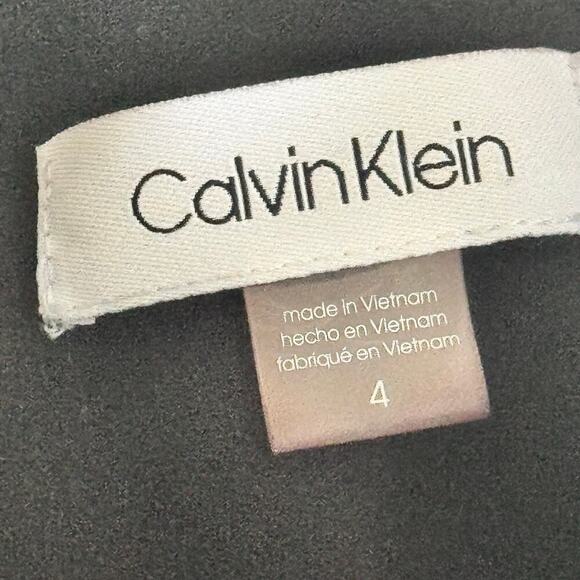 Calvin Klein
made in Vietnam
hecho en Vietnam
fabriqué en Vietnam
4